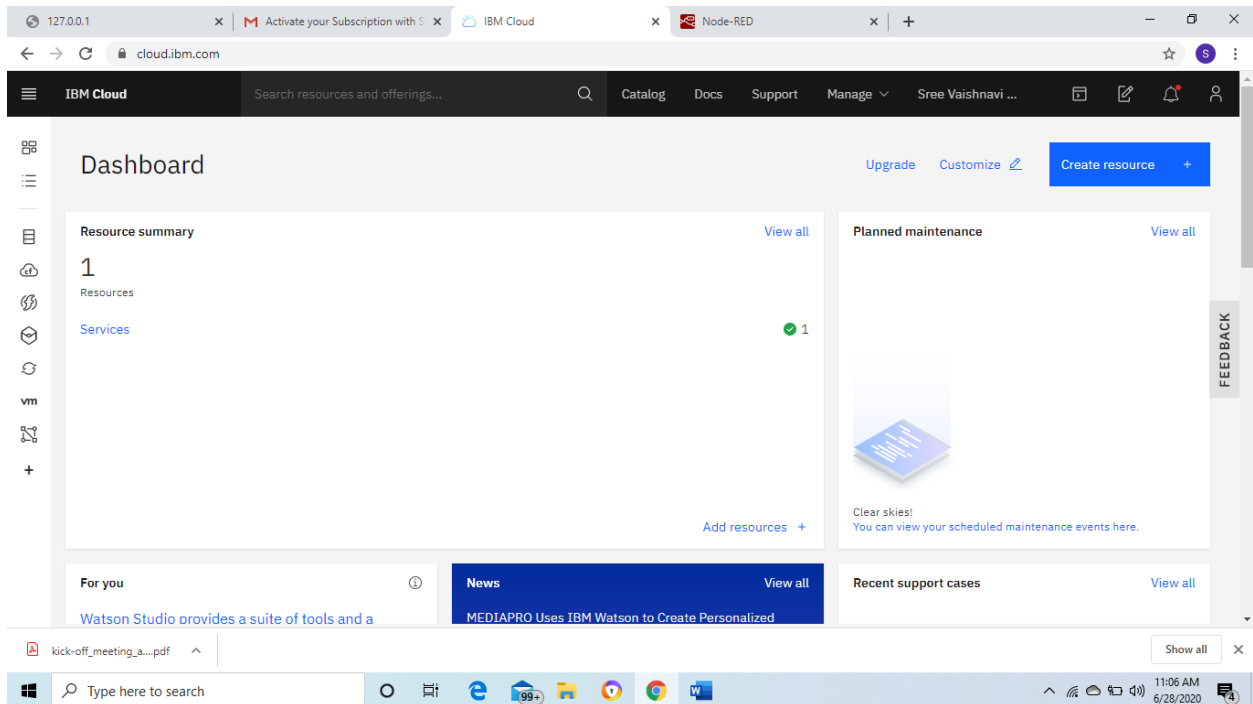 127.0.0.1
Activate your Subscription with S
IBM Cloud
Node-RED
cloud.ibm.com
S
IBM Cloud
Search resources and offerings...
Catalog
Docs
Support
Manage
Sree Vaishnavi ...
Dashboard
Upgrade
Customize
Create resource +
Resource summary
View all
1
Resources
Services
1
Add resources +
Planned maintenance
View all
Clear skies!
You can view your scheduled maintenance events here.
vm
FEEDBACK
For you
Watson Studio provides a suite of tools and a
News
View all
MEDIAPRO Uses IBM Watson to Create Personalized
Recent support cases
View all
kick-off_meeting_a....pdf
Show all
Type here to search
99+
11:06 AM
6/28/2020
4